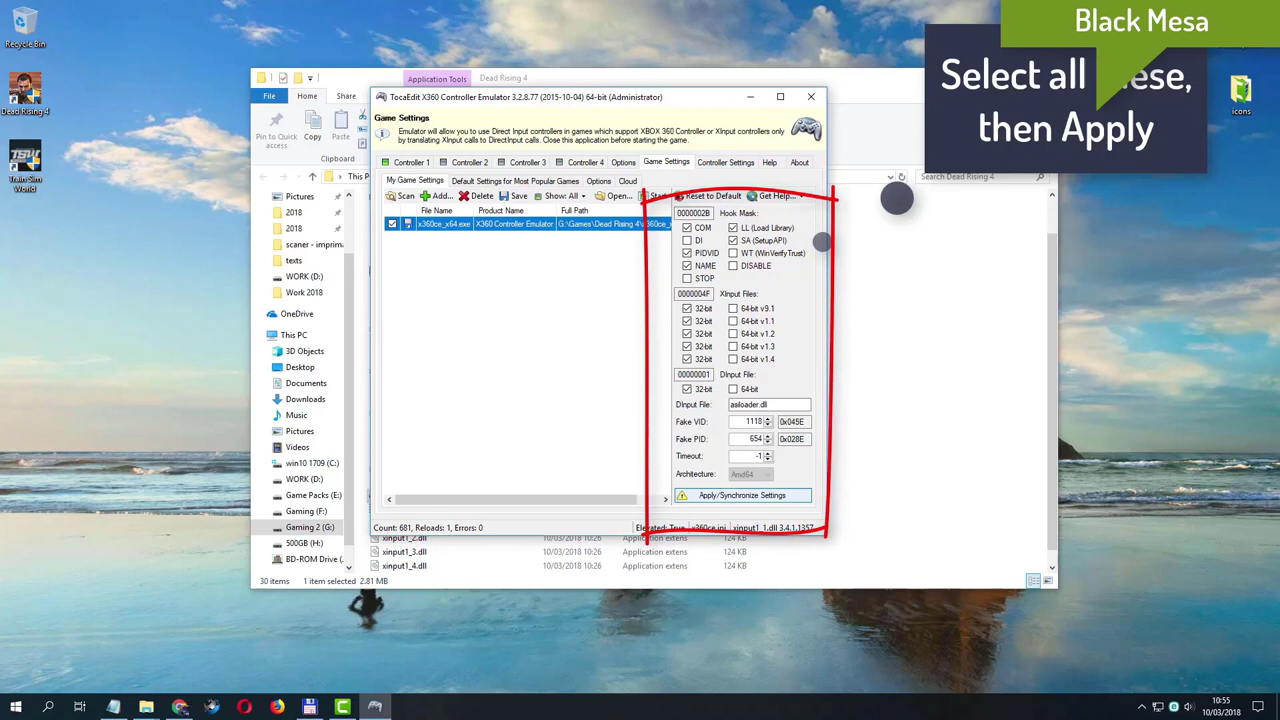 Black Mesa
Select all these,
then Apply
Recycle Bin
Dead Rising 4
TrainSim
World
icons
Application Tools
Dead Rising 4
File
Home
Share
View
Pin to Quick
access
Copy
Paste
Clipboard
This P
Search Dead Rising 4
TocaEdit X360 Controller Emulator 3.2.8.77 (2015-10-04) 64-bit (Administrator)
Game Settings
Emulator will allow you to use Direct Input controllers in games which support XBOX 360 Controller or XInput controllers only
by translating XInput calls to DirectInput calls. Close this application before starting the game.
Controller 1
Controller 2
Controller 3
Controller 4
Options
Game Settings
Controller Settings
Help
About
My Game Settings
Default Settings for Most Popular Games
Options
Cloud
Scan
Add...
Delete
Save
Show: All
Open...
Start
Reset to Default
Get Help...
File Name
Product Name
Full Path
x360ce_x64.exe
X360 Controller Emulator
G:\Games\Dead Rising 4\x360ce_x
0000002B
Hook Mask:
COM
LL (Load Library)
DI
SA (SetupAPI)
PIDVID
WT (WinVerifyTrust)
NAME
DISABLE
STOP
0000004F
XInput Files:
32-bit
64-bit v9.1
32-bit
64-bit v1.1
32-bit
64-bit v1.2
32-bit
64-bit v1.3
32-bit
64-bit v1.4
00000001
DInput File:
32-bit
64-bit
DInput File:
asiloader.dll
Fake VID:
1118
0x045E
Fake PID:
654
0x028E
Timeout:
-1
Architecture:
Amd64
Apply/Synchronize Settings
Count: 681, Reloads: 1, Errors: 0
Elevated: True
x360ce.ini
xinput1_1.dll 3.4.1.1357
Pictures
2018
2018
scaner - imprima
texts
WORK (D:)
Work 2018
OneDrive
This PC
3D Objects
Desktop
Documents
Downloads
Music
Pictures
Videos
win10 1709 (C:)
WORK (D:)
Game Packs (E:)
Gaming (F:)
Gaming 2 (G:)
500GB (H:)
BD-ROM Drive (
xinput1_2.dll
10/03/2018 10:26
Application extens
124 KB
xinput1_3.dll
10/03/2018 10:26
Application extens
124 KB
xinput1_4.dll
10/03/2018 10:26
Application extens
124 KB
30 items
1 item selected 2.81 MB
10:55
10/03/2018